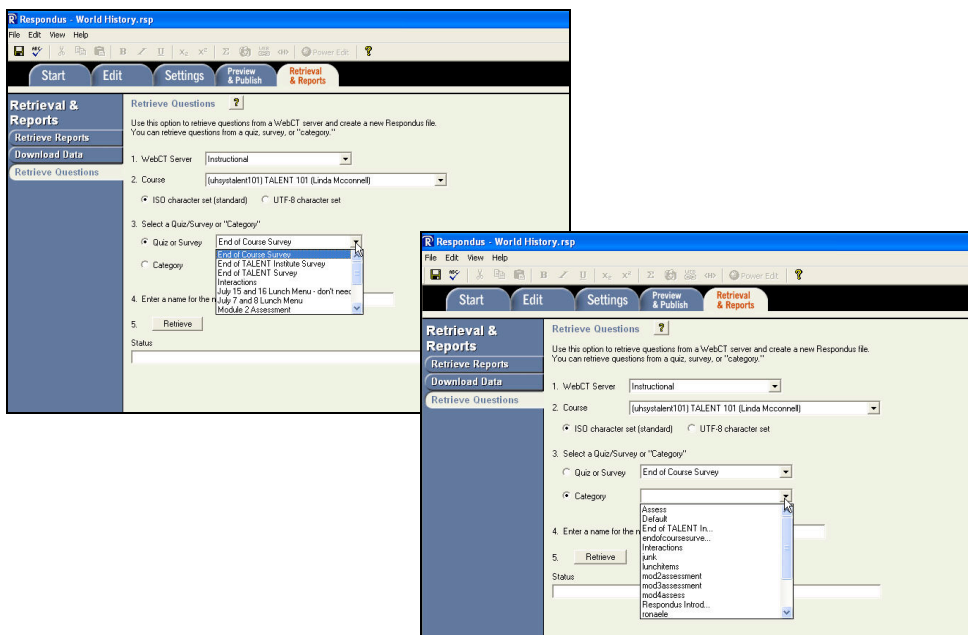 Respondus - World History.rsp
File Edit View Help
B I U X₂ X² Σ Power Edit ?
Start Edit Settings Preview & Publish Retrieval & Reports
Retrieval & Reports
Retrieve Reports
Download Data
Retrieve Questions
Retrieve Questions ?
Use this option to retrieve questions from a WebCT server and create a new Respondus file.
You can retrieve questions from a quiz, survey, or "category."
1. WebCT Server Instructional
2. Course (uhsystalent101) TALENT 101 (Linda Mcconnell)
ISO character set (standard) UTF-8 character set
3. Select a Quiz/Survey or "Category"
Quiz or Survey End of Course Survey
End of Course Survey
End of TALENT Institute Survey
End of TALENT Survey
Interactions
July 15 and 16 Lunch Menu - don't need
July 7 and 8 Lunch Menu
Module 2 Assessment
Category
4. Enter a name for the n
5. Retrieve
Status
Respondus - World History.rsp
File Edit View Help
B I U X₂ X² Σ Power Edit ?
Start Edit Settings Preview & Publish Retrieval & Reports
Retrieval & Reports
Retrieve Reports
Download Data
Retrieve Questions
Retrieve Questions ?
Use this option to retrieve questions from a WebCT server and create a new Respondus file.
You can retrieve questions from a quiz, survey, or "category."
1. WebCT Server Instructional
2. Course (uhsystalent101) TALENT 101 (Linda Mcconnell)
ISO character set (standard) UTF-8 character set
3. Select a Quiz/Survey or "Category"
Quiz or Survey End of Course Survey
Category
Assess
Default
End of TALENT In...
endofcoursesurve...
Interactions
junk
lunchitems
mod2assessment
mod3assessment
mod4assess
Respondus Introd...
ronaele
4. Enter a name for the n
5. Retrieve
Status